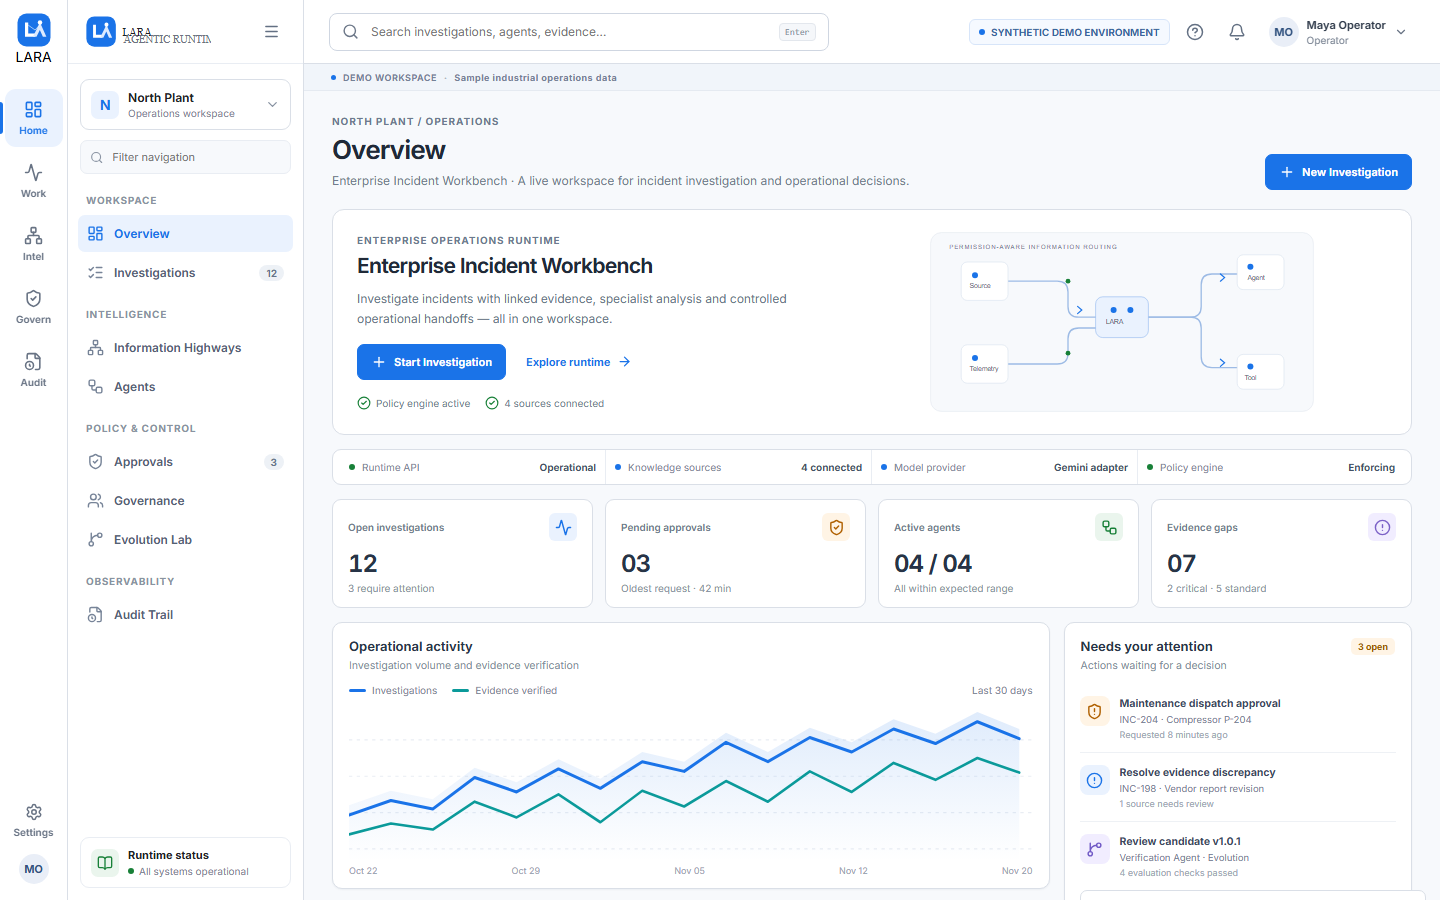 LARA
Home
Work
Intel
Govern
Audit
Settings
MO
LARA
AGENTIC RUNTIM
North Plant
Operations workspace
Filter navigation
WORKSPACE
Overview
Investigations 12
INTELLIGENCE
Information Highways
Agents
POLICY & CONTROL
Approvals 3
Governance
Evolution Lab
OBSERVABILITY
Audit Trail
Runtime status
All systems operational
Search investigations, agents, evidence... Enter
SYNTHETIC DEMO ENVIRONMENT
MO
Maya Operator
Operator
DEMO WORKSPACE · Sample industrial operations data
NORTH PLANT / OPERATIONS
Overview
Enterprise Incident Workbench · A live workspace for incident investigation and operational decisions.
New Investigation
ENTERPRISE OPERATIONS RUNTIME
Enterprise Incident Workbench
Investigate incidents with linked evidence, specialist analysis and controlled
operational handoffs — all in one workspace.
Start Investigation
Explore runtime
Policy engine active
4 sources connected
PERMISSION-AWARE INFORMATION ROUTING
Source
Telemetry
LARA
Agent
Tool
Runtime API Operational
Knowledge sources 4 connected
Model provider Gemini adapter
Policy engine Enforcing
Open investigations
12
3 require attention
Pending approvals
03
Oldest request · 42 min
Active agents
04 / 04
All within expected range
Evidence gaps
07
2 critical · 5 standard
Operational activity
Investigation volume and evidence verification
Investigations Evidence verified Last 30 days
Oct 22 Oct 29 Nov 05 Nov 12 Nov 20
Needs your attention 3 open
Actions waiting for a decision
Maintenance dispatch approval
INC-204 · Compressor P-204
Requested 8 minutes ago
Resolve evidence discrepancy
INC-198 · Vendor report revision
1 source needs review
Review candidate v1.0.1
Verification Agent · Evolution
4 evaluation checks passed